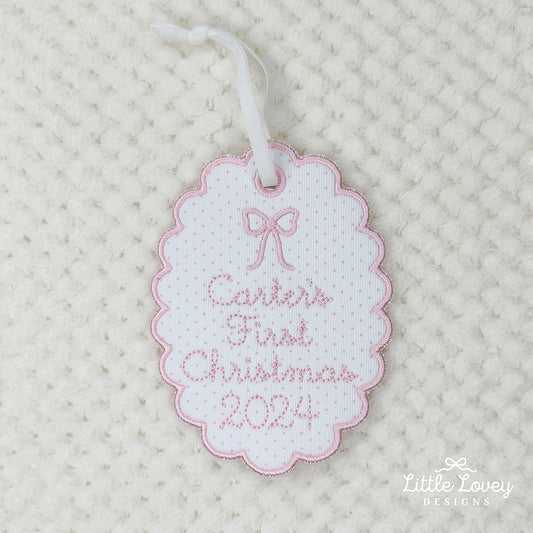 Carter's
First
Christmas
2024
Little Lovey
DESIGNS